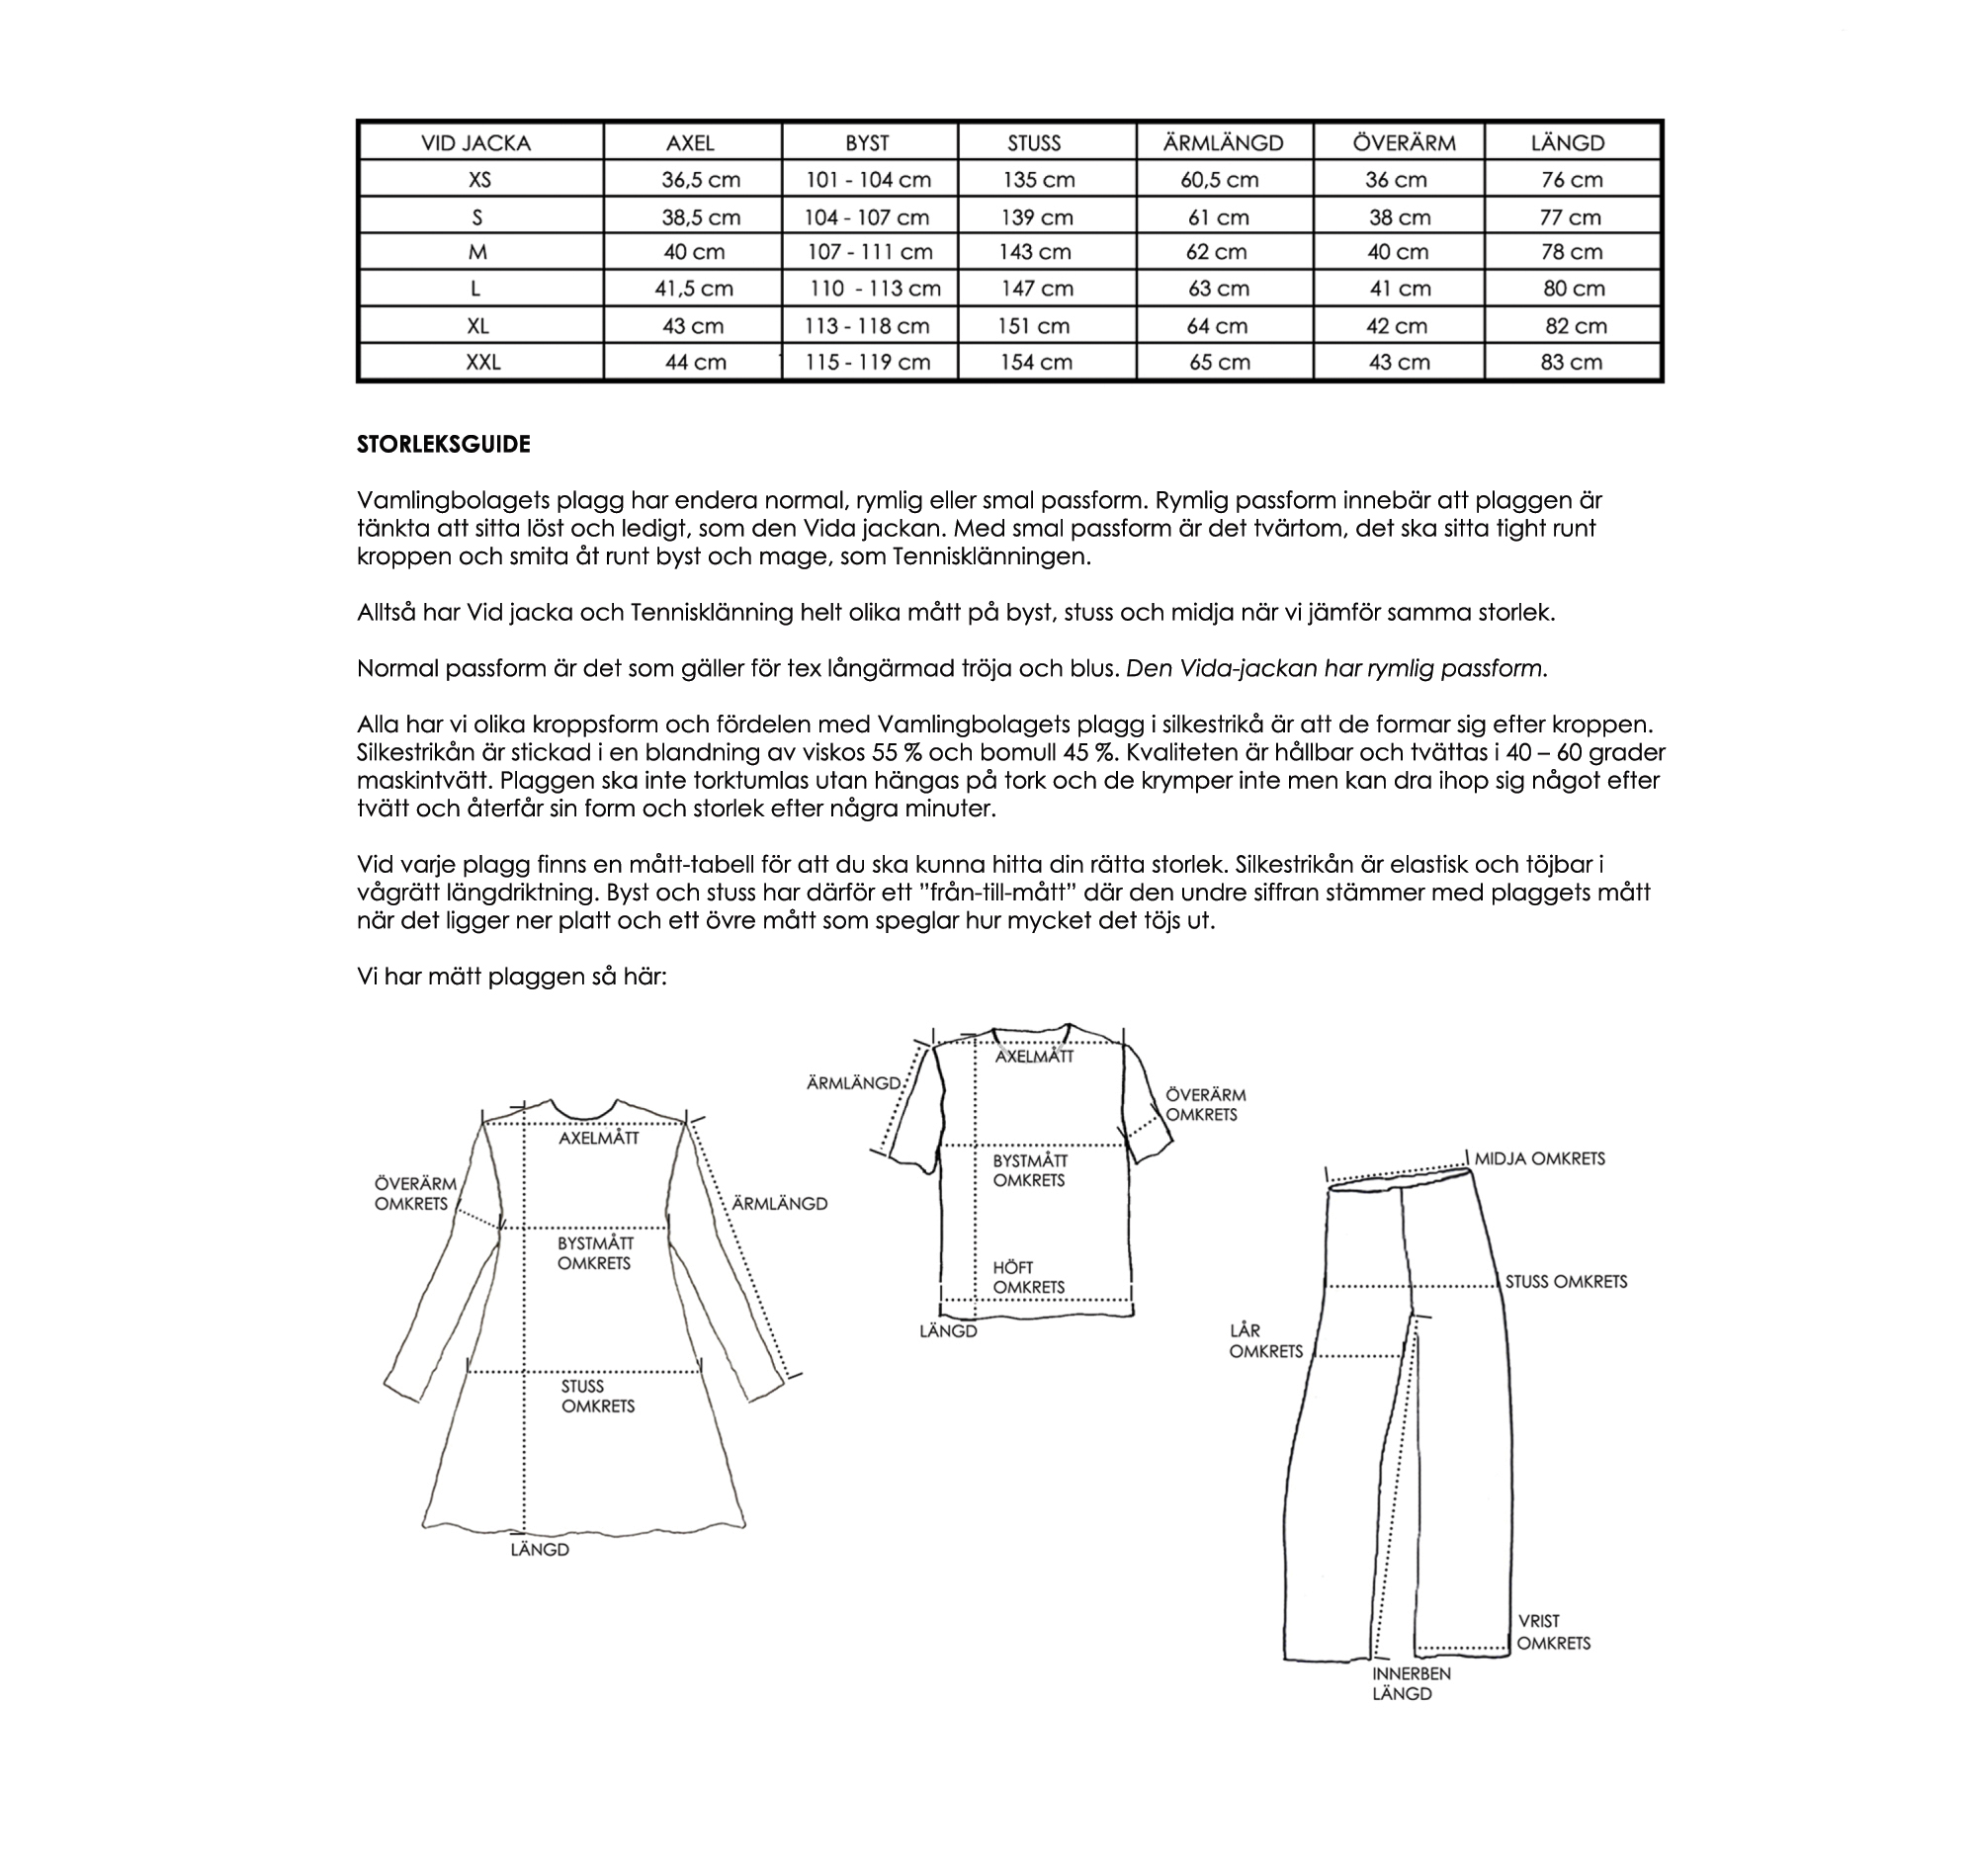 VID JACKA AXEL BYST STUSS ÄRMLÄNGD ÖVERÄRM LÄNGD
XS 36,5 cm 101 - 104 cm 135 cm 60,5 cm 36 cm 76 cm
S 38,5 cm 104 - 107 cm 139 cm 61 cm 38 cm 77 cm
M 40 cm 107 - 111 cm 143 cm 62 cm 40 cm 78 cm
L 41,5 cm 110 - 113 cm 147 cm 63 cm 41 cm 80 cm
XL 43 cm 113 - 118 cm 151 cm 64 cm 42 cm 82 cm
XXL 44 cm 115 - 119 cm 154 cm 65 cm 43 cm 83 cm
STORLEKSGUIDE
Vamlingbolagets plagg har endera normal, rymlig eller smal passform. Rymlig passform innebär att plaggen är
tänkta att sitta löst och ledigt, som den Vida jackan. Med smal passform är det tvärtom, det ska sitta tight runt
kroppen och smita åt runt byst och mage, som Tennisklänningen.
Alltså har Vid jacka och Tennisklänning helt olika mått på byst, stuss och midja när vi jämför samma storlek.
Normal passform är det som gäller för tex långärmad tröja och blus. Den Vida-jackan har rymlig passform.
Alla har vi olika kroppsform och fördelen med Vamlingbolagets plagg i silkestrikå är att de formar sig efter kroppen.
Silkestrikån är stickad i en blandning av viskos 55 % och bomull 45 %. Kvaliteten är hållbar och tvättas i 40 – 60 grader
maskintvätt. Plaggen ska inte torktumlas utan hängas på tork och de krymper inte men kan dra ihop sig något efter
tvätt och återfår sin form och storlek efter några minuter.
Vid varje plagg finns en mått-tabell för att du ska kunna hitta din rätta storlek. Silkestrikån är elastisk och töjbar i
vågrätt längdriktning. Byst och stuss har därför ett ”från-till-mått” där den undre siffran stämmer med plaggets mått
när det ligger ner platt och ett övre mått som speglar hur mycket det töjs ut.
Vi har mätt plaggen så här:
AXELMÅTT
ÖVERÄRM
OMKRETS
ÄRMLÄNGD
BYSTMÅTT
OMKRETS
STUSS
OMKRETS
LÄNGD
AXELMÅTT
ÄRMLÄNGD
ÖVERÄRM
OMKRETS
BYSTMÅTT
OMKRETS
HÖFT
OMKRETS
LÄNGD
MIDJA OMKRETS
STUSS OMKRETS
LÅR
OMKRETS
VRIST
OMKRETS
INNERBEN
LÄNGD